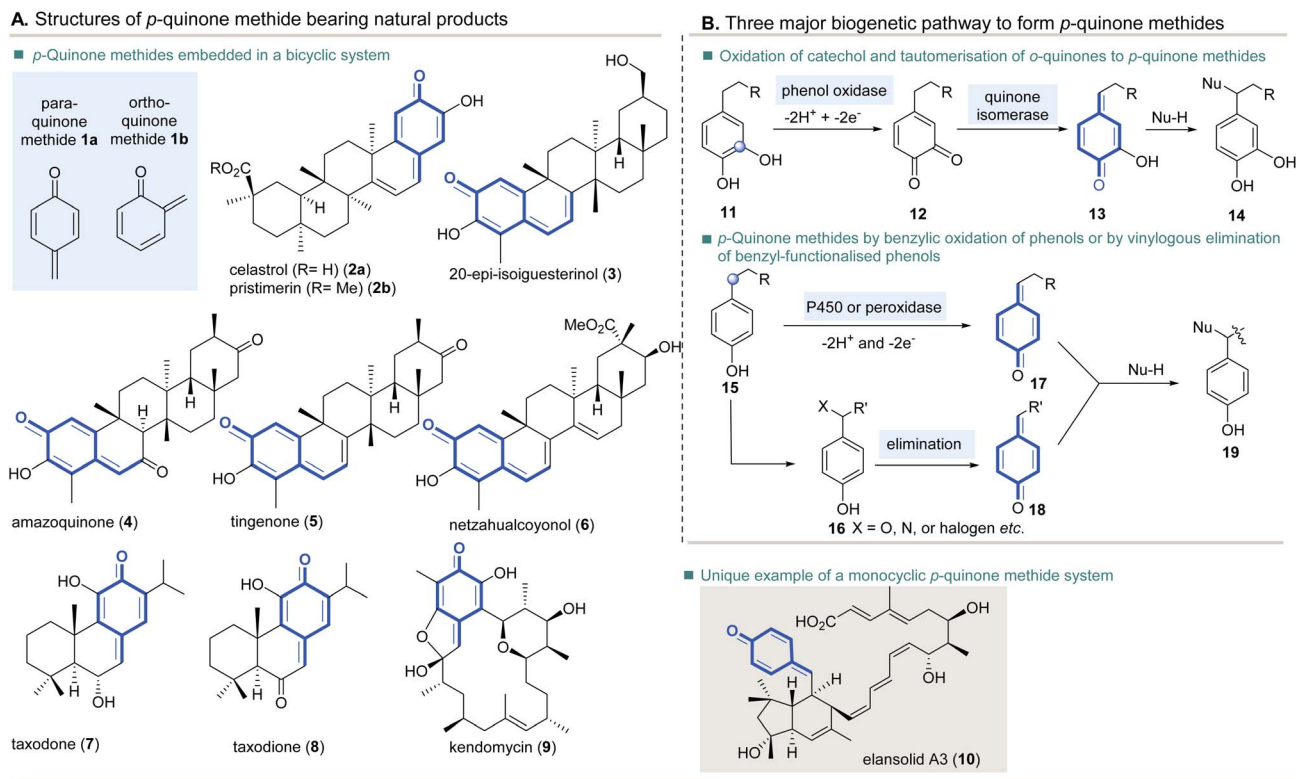 A. Structures of p-quinone methide bearing natural products
p-Quinone methides embedded in a bicyclic system
para-
quinone
methide 1a
ortho-
quinone
methide 1b
O
O
O
OH
RO₂C
H
celastrol (R= H) (2a)
pristimerin (R= Me) (2b)
HO
O
HO
H
20-epi-isoiguesterinol (3)
O
HO
H
H
O
O
amazoquinone (4)
O
HO
H
O
tingenone (5)
MeO₂C
OH
O
HO
H
netzahualcoyonol (6)
HO
O
H
OH
taxodone (7)
HO
O
H
O
taxodione (8)
O
OH
O
HO
O
OH
kendomycin (9)
B. Three major biogenetic pathway to form p-quinone methides
Oxidation of catechol and tautomerisation of o-quinones to p-quinone methides
R
OH
OH
11
phenol oxidase
-2H⁺ + -2e⁻
R
O
O
12
quinone
isomerase
R
OH
O
13
Nu-H
Nu
R
OH
OH
14
p-Quinone methides by benzylic oxidation of phenols or by vinylogous elimination
of benzyl-functionalised phenols
R
OH
15
P450 or peroxidase
-2H⁺ and -2e⁻
R
O
17
X
R'
OH
16 X = O, N, or halogen etc.
elimination
R'
O
18
Nu-H
Nu
OH
19
Unique example of a monocyclic p-quinone methide system
HO₂C
OH
OH
O
H
H
H
HO
elansolid A3 (10)